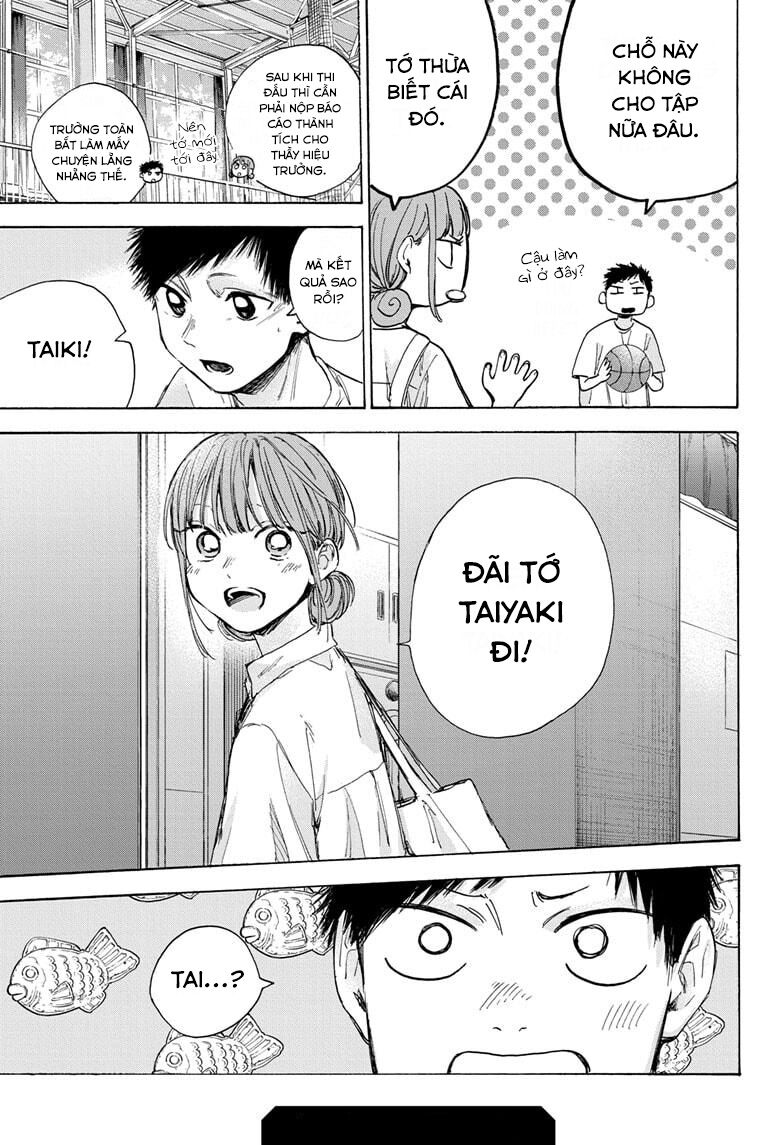 CHỖ NÀY
KHÔNG
CHO TẬP
NỮA ĐÂU.
TỚ THỪA
BIẾT CÁI
ĐÓ.
Cậu làm
gì ở đây?
SAU KHI THI
ĐẤU THÌ CẦN
PHẢI NỘP BÁO
CÁO THÀNH
TÍCH CHO
THẦY HIỆU
TRƯỞNG.
Nên
tớ mới
tới đây
TRƯỜNG TOÀN
BẮT LÀM MẤY
CHUYỆN LẰNG
NHẰNG THẾ.
MÀ KẾT
QUẢ SAO
RỒI?
TAIKI!
ĐÃI TỚ
TAIYAKI
ĐI!
TAI...?